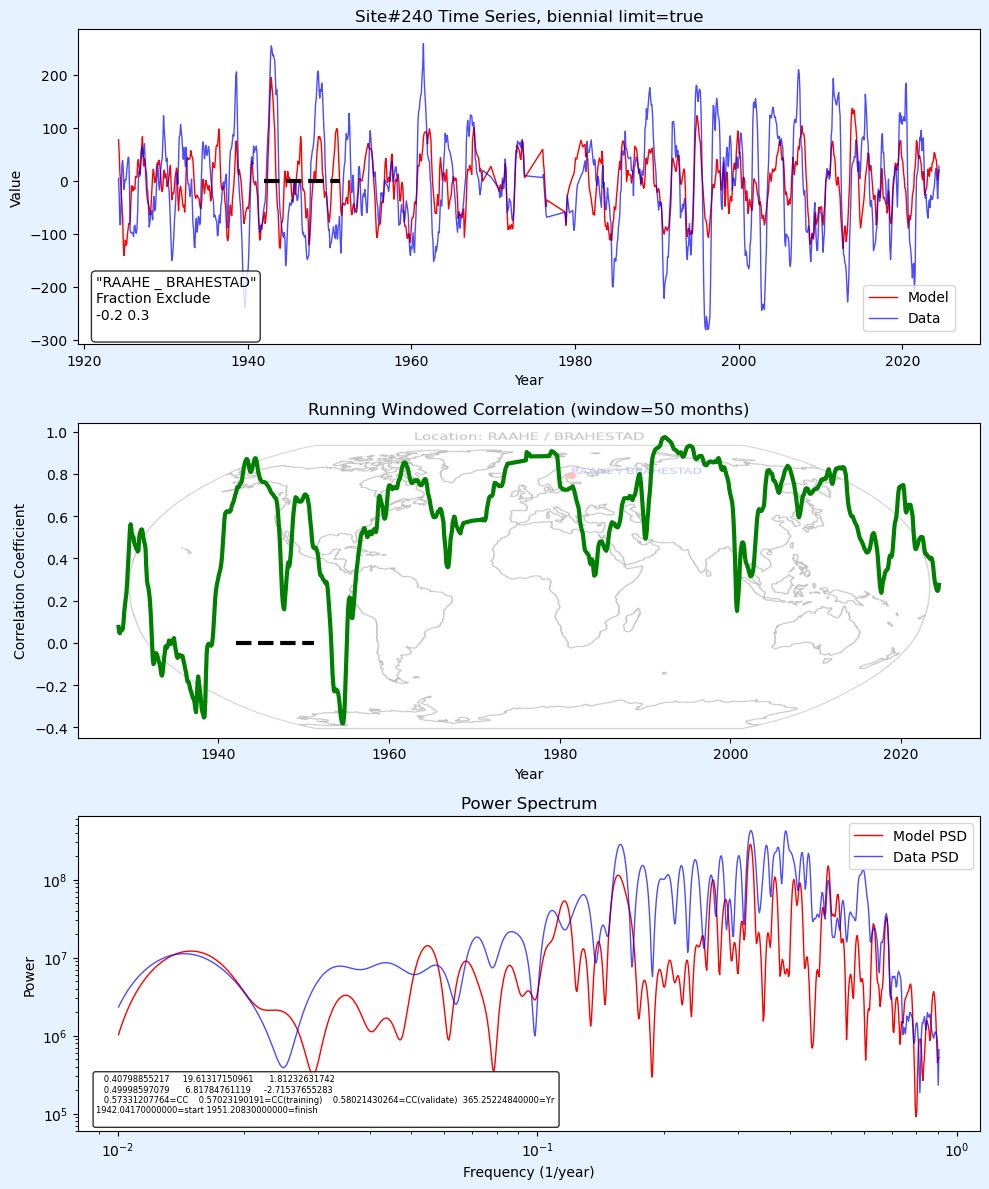 Site#240 Time Series, biennial limit=true
Value
200
100
0
−100
−200
−300
"RAAHE _ BRAHESTAD"
Fraction Exclude
-0.2 0.3
Model
Data
1920
1940
1960
1980
2000
2020
Year
Running Windowed Correlation (window=50 months)
Correlation Coefficient
1.0
0.8
0.6
0.4
0.2
0.0
−0.2
−0.4
Location: RAAHE / BRAHESTAD
RAAHE / BRAHESTAD
1940
1960
1980
2000
2020
Year
Power Spectrum
Power
10⁸
10⁷
10⁶
10⁵
Model PSD
Data PSD
0.40798855217 19.61317150961 1.81232631742
0.49998597079 6.81784761119 -2.71537655283
0.57331207764=CC 0.57023190191=CC(training) 0.58021430264=CC(validate) 365.25224840000=Yr
1942.04170000000=start 1951.20830000000=finish
10⁻²
10⁻¹
10⁰
Frequency (1/year)